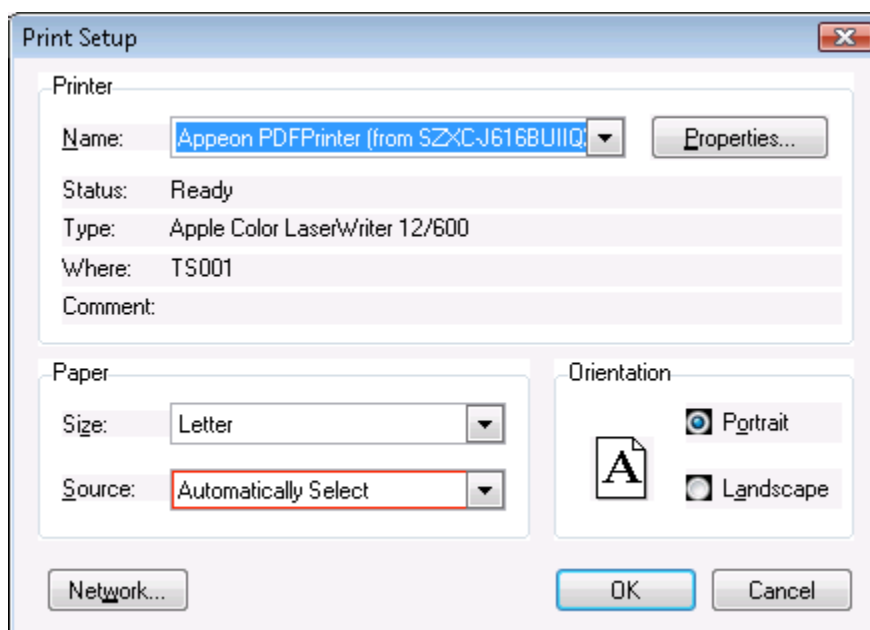 Print Setup
Printer
Name: Appeon PDFPrinter (from SZXC-J616BUIIQ Properties...
Status: Ready
Type: Apple Color LaserWriter 12/600
Where: TS001
Comment:
Paper
Size: Letter
Source: Automatically Select
Orientation
A
Portrait
Landscape
Network... OK Cancel